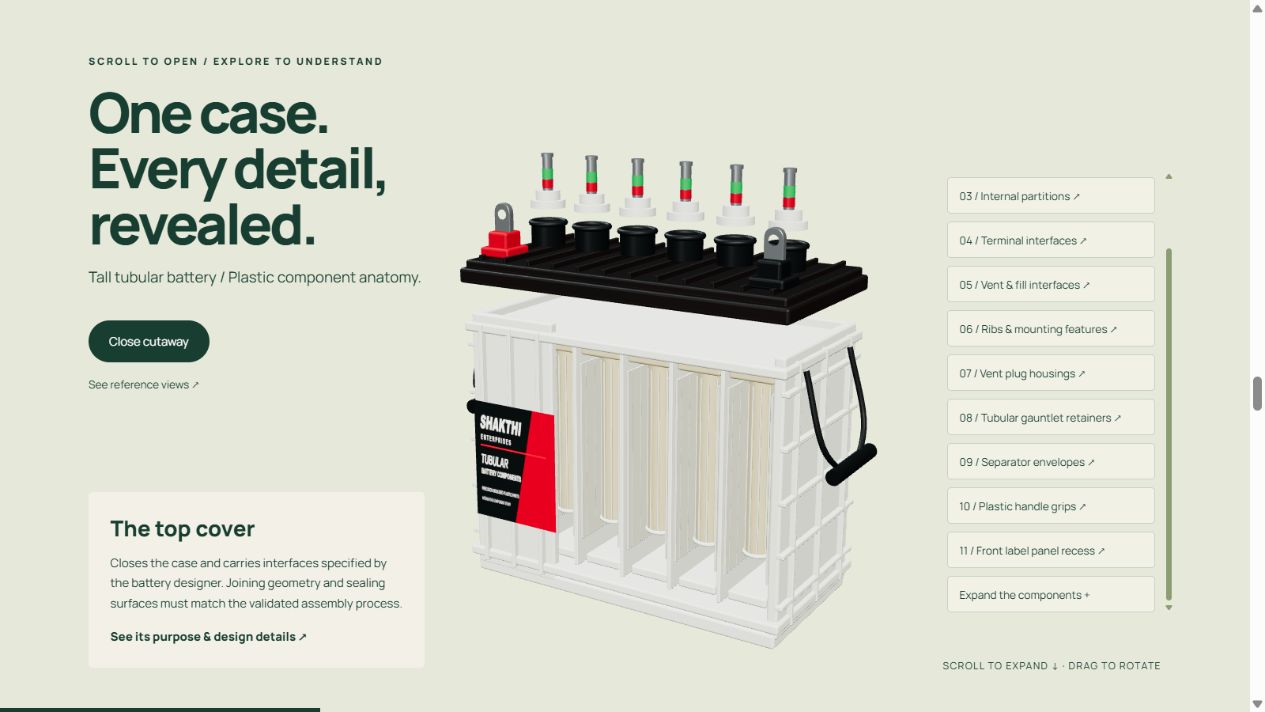 SCROLL TO OPEN / EXPLORE TO UNDERSTAND
One case.
Every detail,
revealed.
Tall tubular battery / Plastic component anatomy.
Close cutaway
See reference views ↗
The top cover
Closes the case and carries interfaces specified by
the battery designer. Joining geometry and sealing
surfaces must match the validated assembly process.
See its purpose & design details ↗
SHAKTHI
ENTERPRISES
TUBULAR
BATTERY COMPONENTS
03 / Internal partitions ↗
04 / Terminal interfaces ↗
05 / Vent & fill interfaces ↗
06 / Ribs & mounting features ↗
07 / Vent plug housings ↗
08 / Tubular gauntlet retainers ↗
09 / Separator envelopes ↗
10 / Plastic handle grips ↗
11 / Front label panel recess ↗
Expand the components +
SCROLL TO EXPAND ↓ · DRAG TO ROTATE